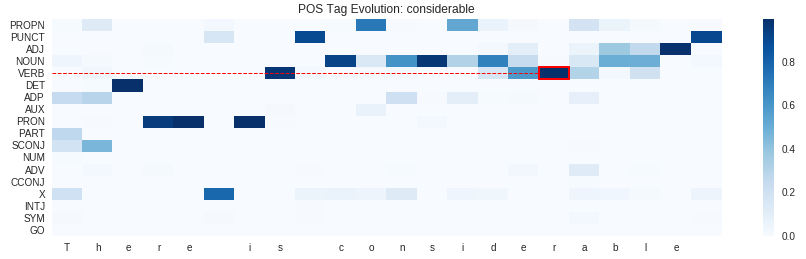 POS Tag Evolution: considerable
PROPN
PUNCT
ADJ
NOUN
VERB
DET
ADP
AUX
PRON
PART
SCONJ
NUM
ADV
CCONJ
X
INTJ
SYM
GO
T h e r e i s c o n s i d e r a b l e
0.8
0.6
0.4
0.2
0.0